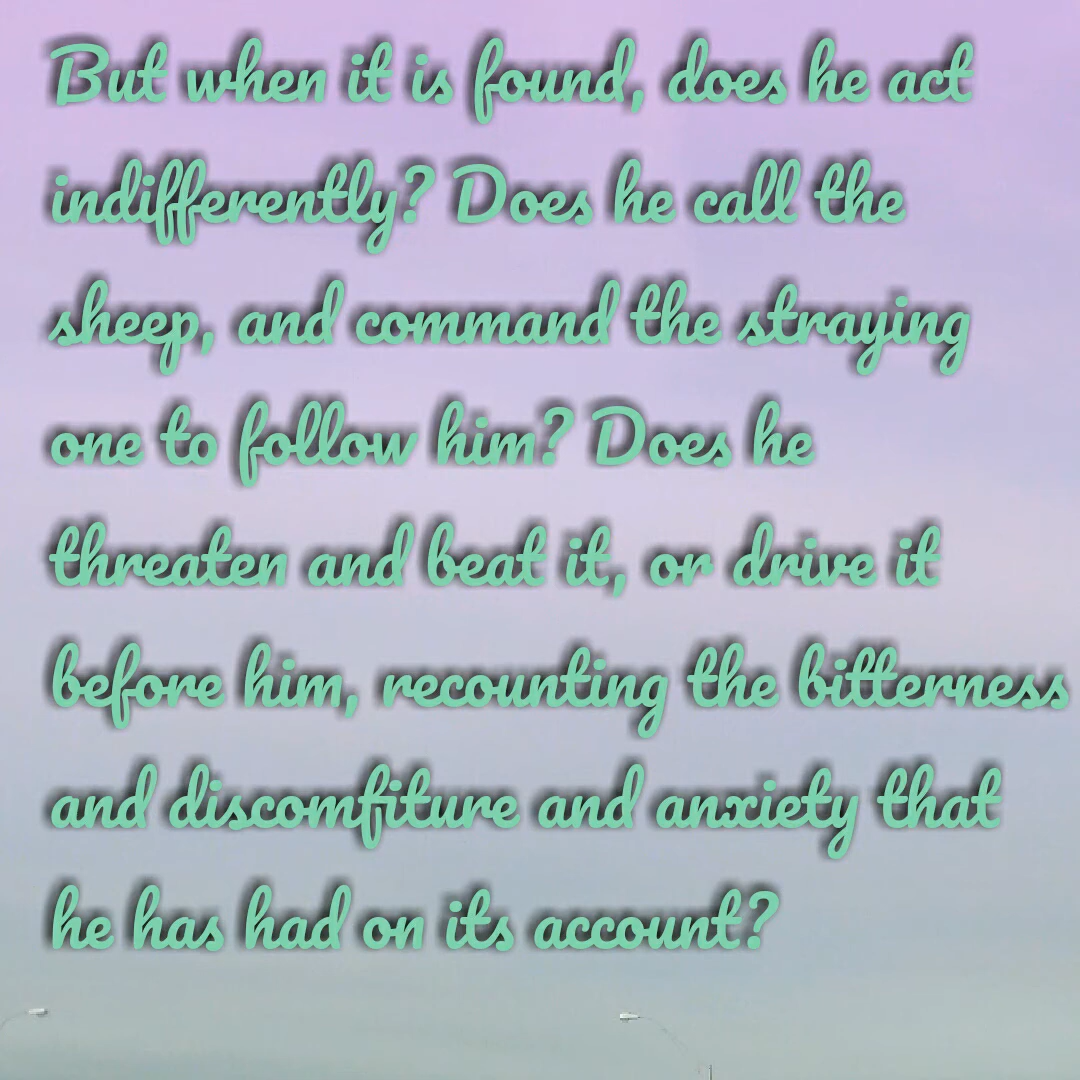 But when it is found, does he act
indifferently? Does he call the
sheep, and command the straying
one to follow him? Does he
threaten and beat it, or drive it
before him, recounting the bitterness
and discomfiture and anxiety that
he has had on its account?